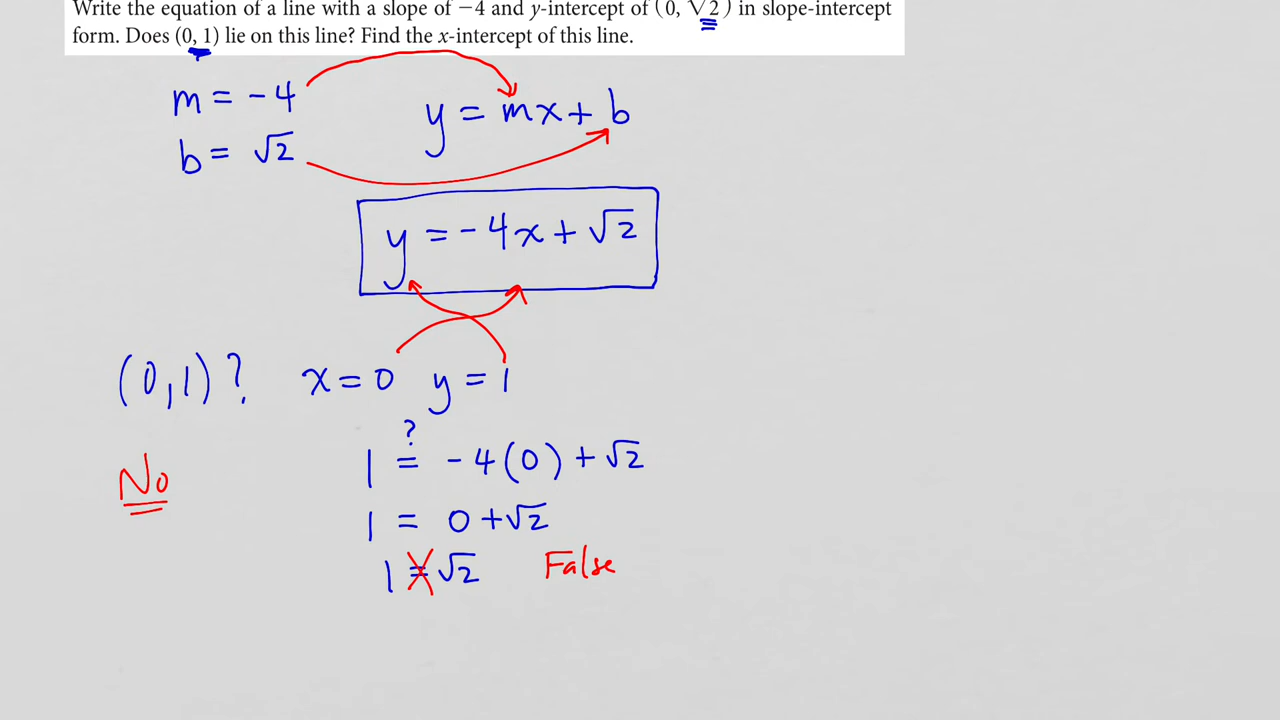 Write the equation of a line with a slope of −4 and y-intercept of (0, √2) in slope-intercept
form. Does (0, 1) lie on this line? Find the x-intercept of this line.
m = -4
y = mx + b
b = √2
y = -4x + √2
(0,1)? x = 0 y = 1
?
1 = -4(0) + √2
No
1 = 0 + √2
1 = √2 False